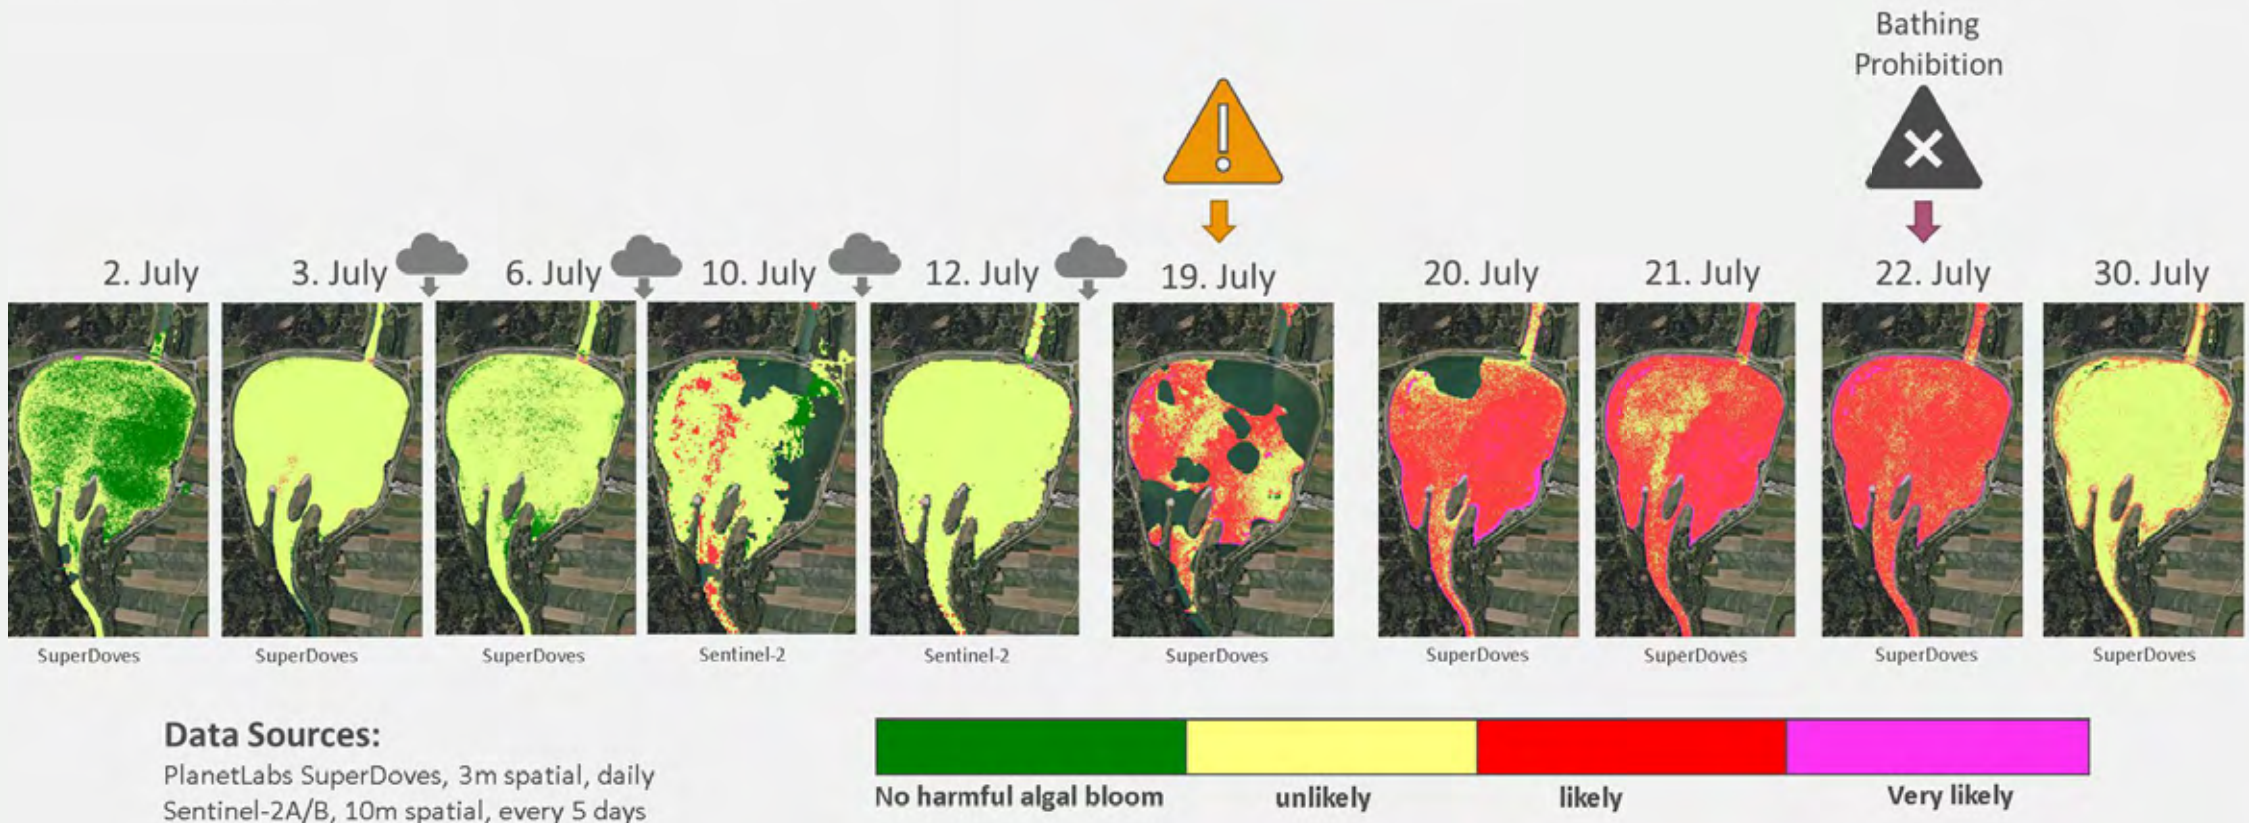 Bathing
Prohibition
2. July
3. July
6. July
10. July
12. July
19. July
20. July
21. July
22. July
30. July
SuperDoves
SuperDoves
SuperDoves
Sentinel-2
Sentinel-2
SuperDoves
SuperDoves
SuperDoves
SuperDoves
SuperDoves
Data Sources:
PlanetLabs SuperDoves, 3m spatial, daily
Sentinel-2A/B, 10m spatial, every 5 days
No harmful algal bloom
unlikely
likely
Very likely